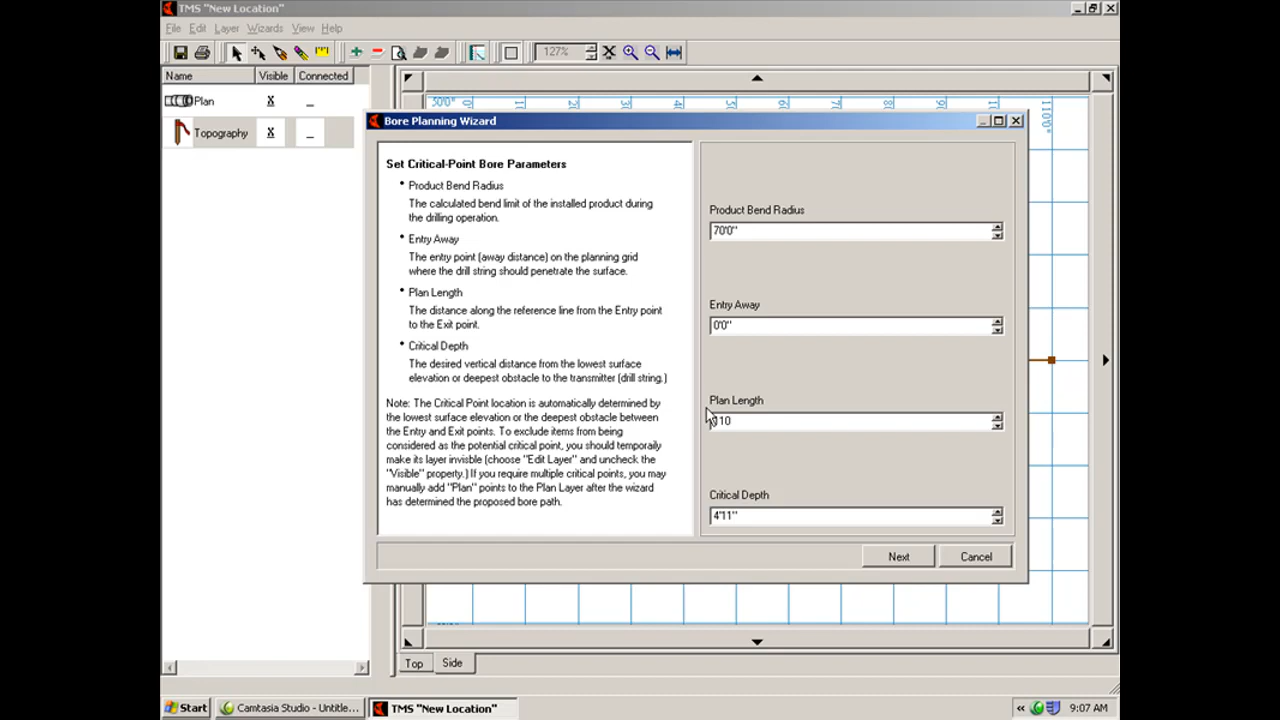 TMS "New Location"
File Edit Layer Wizards View Help
127%
Name Visible Connected
Plan X _
Topography X _
Bore Planning Wizard
Set Critical-Point Bore Parameters
• Product Bend Radius
The calculated bend limit of the installed product during
the drilling operation.
• Entry Away
The entry point (away distance) on the planning grid
where the drill string should penetrate the surface.
• Plan Length
The distance along the reference line from the Entry point
to the Exit point.
• Critical Depth
The desired vertical distance from the lowest surface
elevation or deepest obstacle to the transmitter (drill string.)
Note: The Critical Point location is automatically determined by
the lowest surface elevation or the deepest obstacle between
the Entry and Exit points. To exclude items from being
considered as the potential critical point, you should temporaily
make its layer invisble (choose "Edit Layer" and uncheck the
"Visible" property.) If you require multiple critical points, you may
manually add "Plan" points to the Plan Layer after the wizard
has determined the proposed bore path.
Product Bend Radius
70'0"
Entry Away
0'0"
Plan Length
110
Critical Depth
4'11"
Next Cancel
110'0"
Top Side
Start Camtasia Studio - Untitle... TMS "New Location" « 9:07 AM